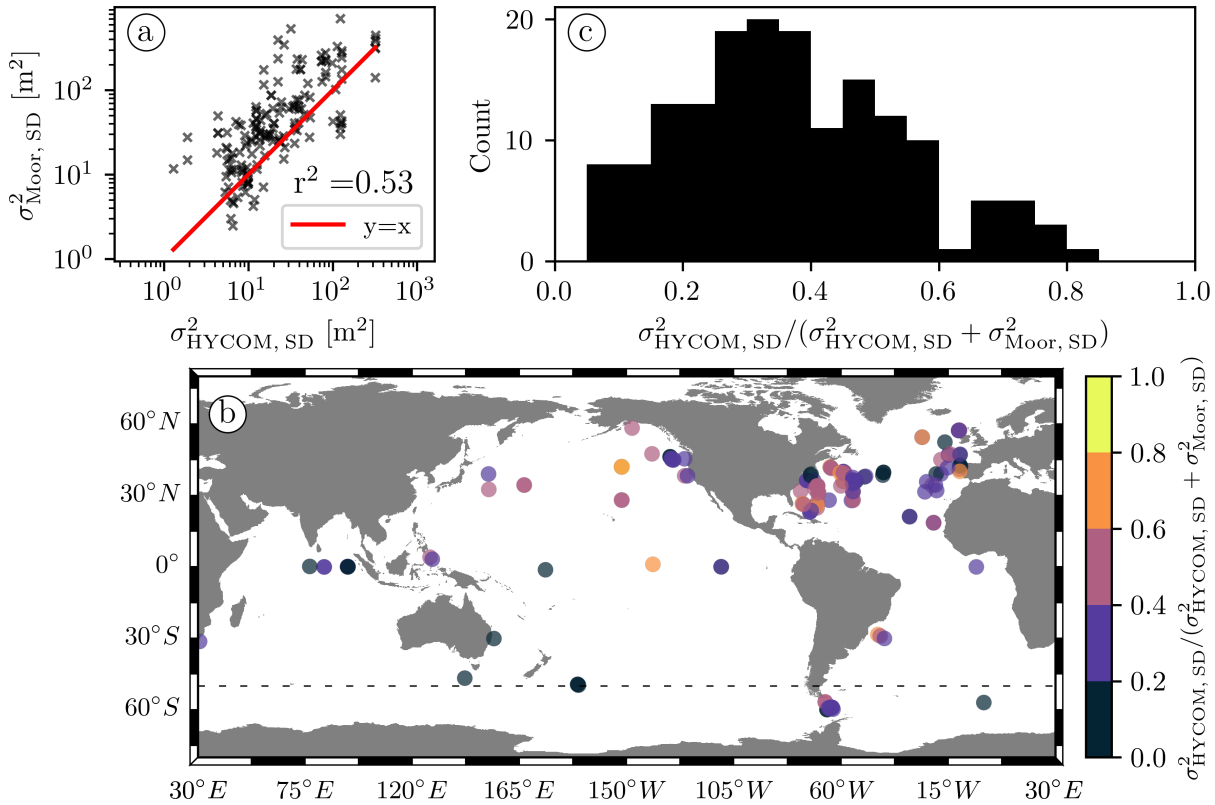 a
σ²Moor, SD [m²]
10²
10¹
10⁰
r² =0.53
y=x
10⁰ 10¹ 10² 10³
σ²HYCOM, SD [m²]
c
Count
20
10
0
0.0 0.2 0.4 0.6 0.8 1.0
σ²HYCOM, SD/(σ²HYCOM, SD + σ²Moor, SD)
b
60°N
30°N
0°
30°S
60°S
30°E 75°E 120°E 165°E 150°W 105°W 60°W 15°W 30°E
1.0
0.8
0.6
0.4
0.2
0.0
σ²HYCOM, SD/(σ²HYCOM, SD + σ²Moor, SD)